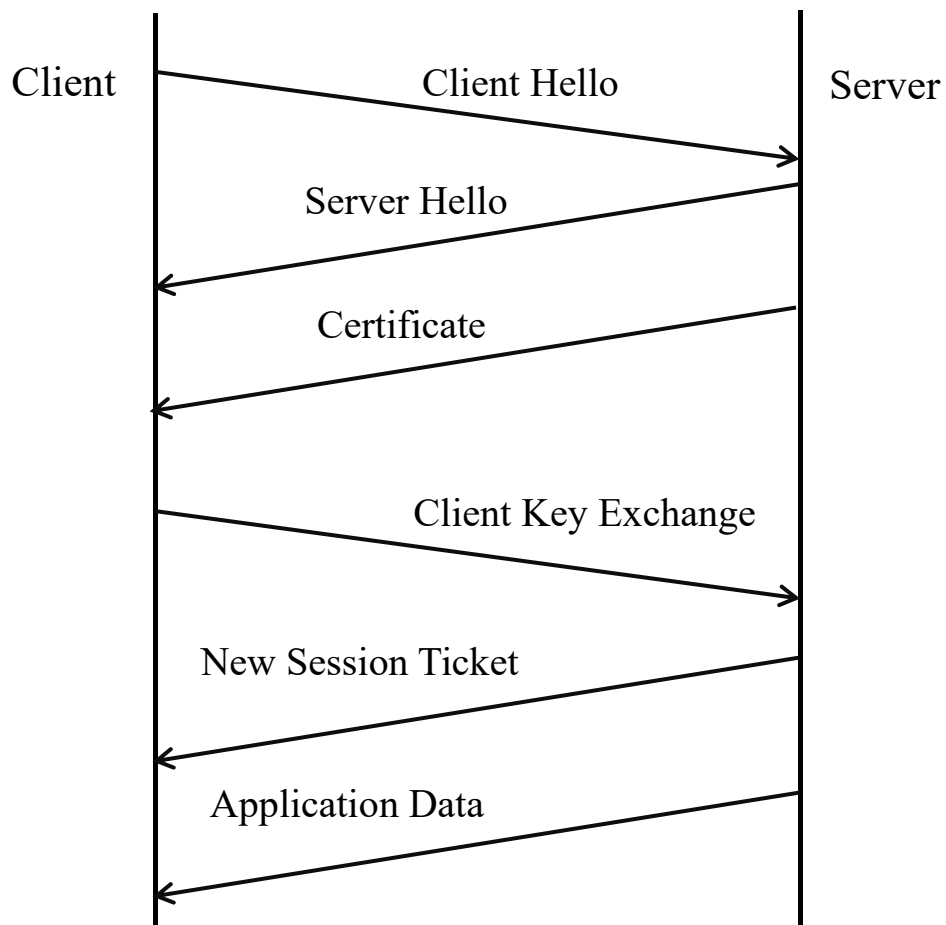 Client
Client Hello
Server
Server Hello
Certificate
Client Key Exchange
New Session Ticket
Application Data